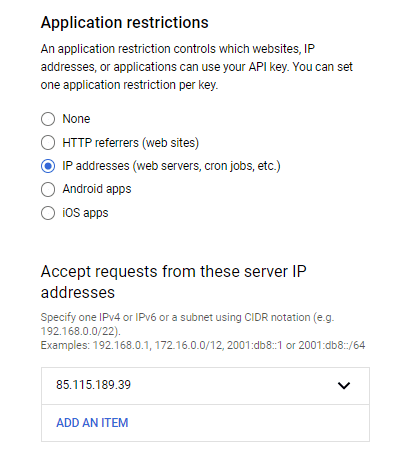 Application restrictions
An application restriction controls which websites, IP
addresses, or applications can use your API key. You can set
one application restriction per key.
None
HTTP referrers (web sites)
IP addresses (web servers, cron jobs, etc.)
Android apps
iOS apps
Accept requests from these server IP
addresses
Specify one IPv4 or IPv6 or a subnet using CIDR notation (e.g.
192.168.0.0/22).
Examples: 192.168.0.1, 172.16.0.0/12, 2001:db8::1 or 2001:db8::/64
85.115.189.39
ADD AN ITEM